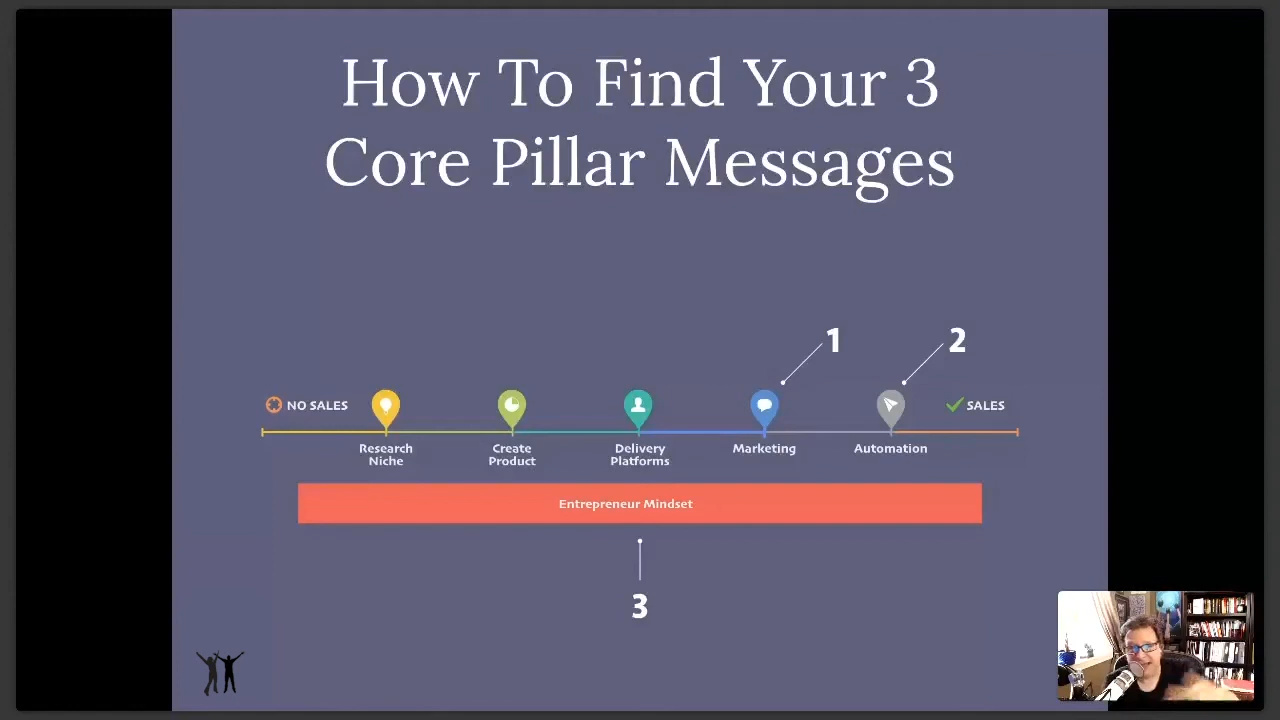 How To Find Your 3
Core Pillar Messages
1
2
NO SALES
SALES
Research
Niche
Create
Product
Delivery
Platforms
Marketing
Automation
Entrepreneur Mindset
3